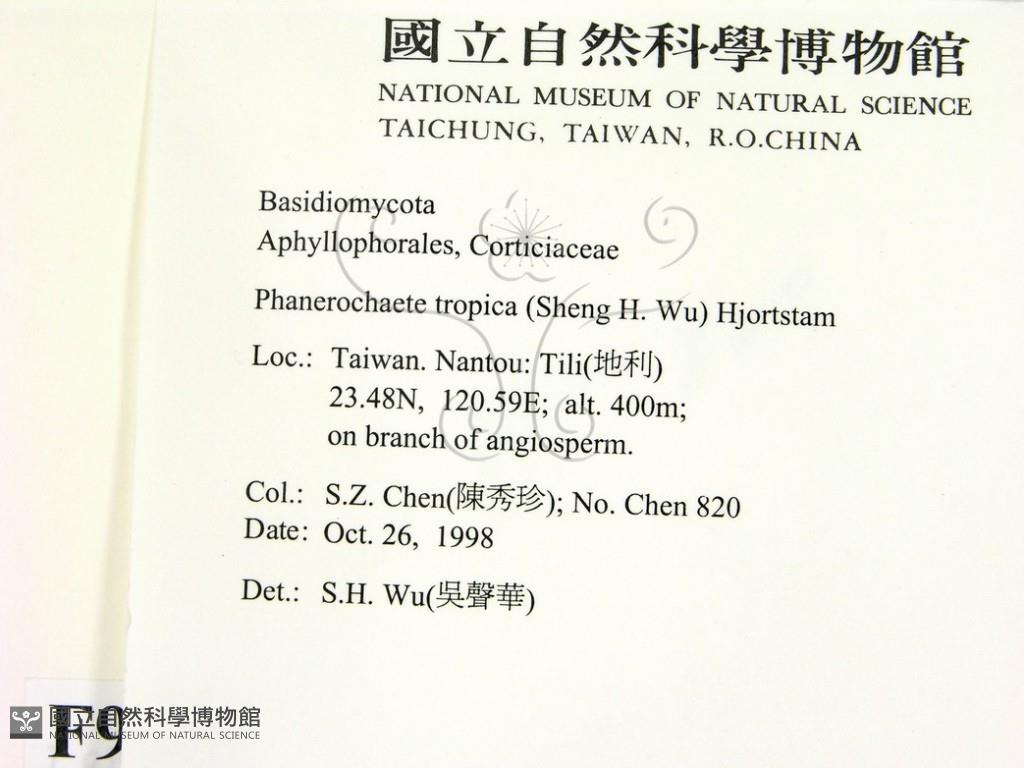 國立自然科學博物館
NATIONAL MUSEUM OF NATURAL SCIENCE
TAICHUNG, TAIWAN, R.O.CHINA
Basidiomycota
Aphyllophorales, Corticiaceae
Phanerochaete tropica (Sheng H. Wu) Hjortstam
Loc.: Taiwan. Nantou: Tili(地利)
23.48N, 120.59E; alt. 400m;
on branch of angiosperm.
Col.: S.Z. Chen(陳秀珍); No. Chen 820
Date: Oct. 26, 1998
Det.: S.H. Wu(吳聲華)
F9
國立自然科學博物館
NATIONAL MUSEUM OF NATURAL SCIENCE